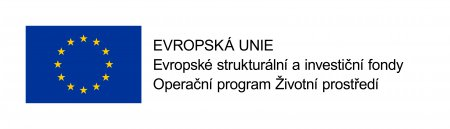 EVROPSKÁ UNIE
Evropské strukturální a investiční fondy
Operační program Životní prostředí